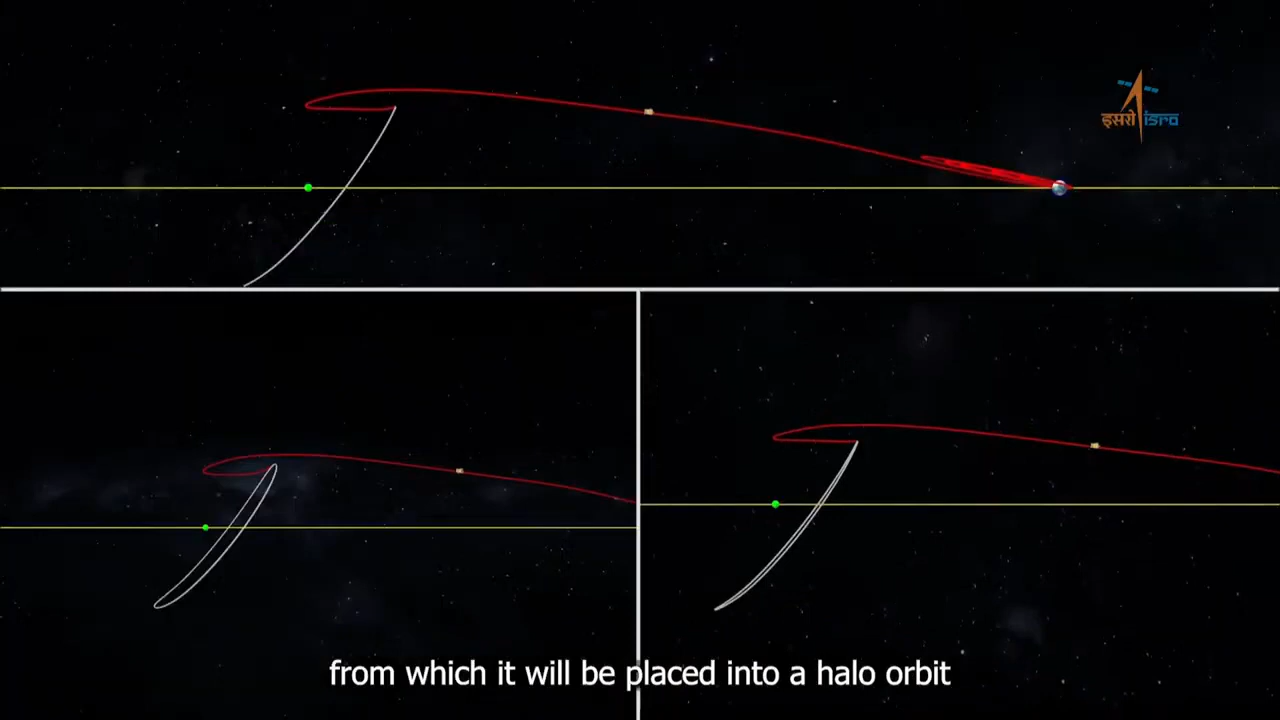 इसरो isro
from which it will be placed into a halo orbit